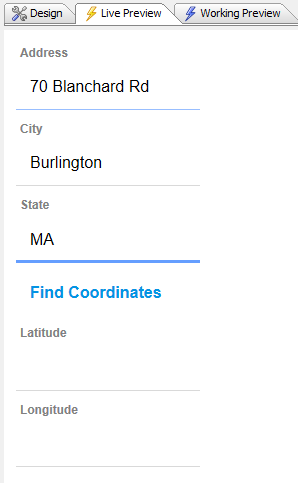 Design Live Preview Working Preview
Address
70 Blanchard Rd
City
Burlington
State
MA
Find Coordinates
Latitude
Longitude